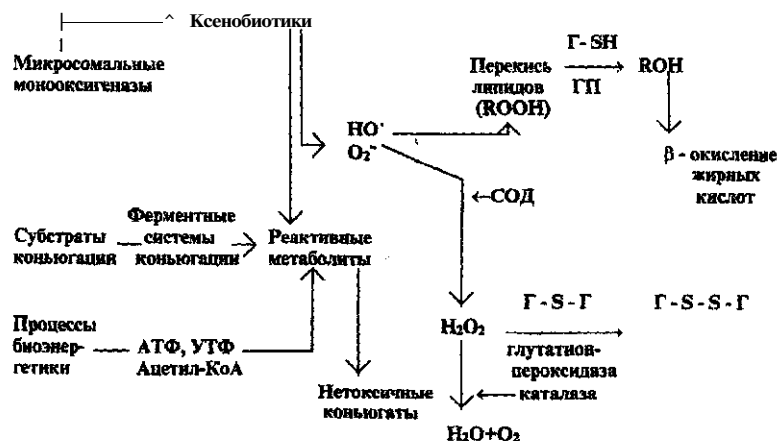 Ксенобиотики
Микросомальные
монооксигеназы
Перекись
липидов
(ROOH)
Г - SH
ГП
ROH
β - окисление
жирных
кислот
HO˙
O₂˙⁻
СОД
Субстраты
коньюгации
Ферментные
системы
коньюгации
Реактивные
метаболиты
Процессы
биоэнер-
гетики
АТФ, УТФ
Ацетил-КоА
Нетоксичные
коньюгаты
H₂O₂
Г - S - Г
Г - S - S - Г
глутатион-
пероксидаза
каталаза
H₂O+O₂